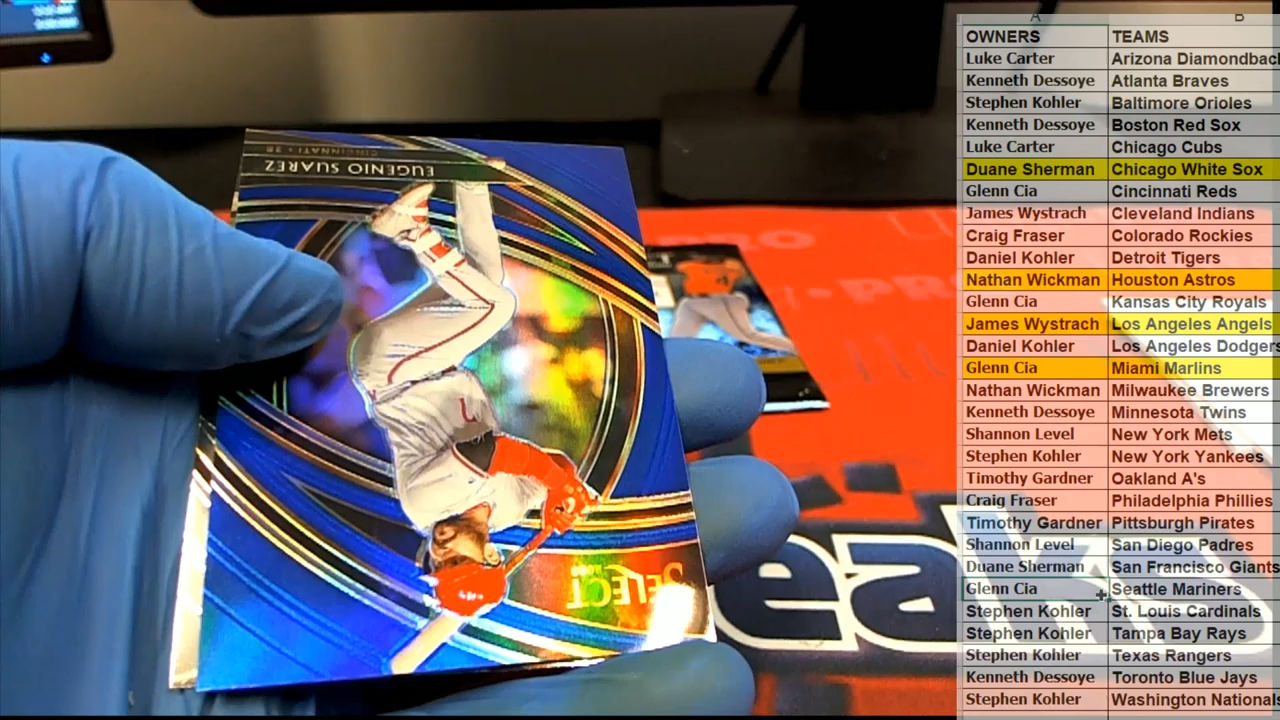 A B
OWNERS TEAMS
Luke Carter Arizona Diamondbac
Kenneth Dessoye Atlanta Braves
Stephen Kohler Baltimore Orioles
Kenneth Dessoye Boston Red Sox
Luke Carter Chicago Cubs
Duane Sherman Chicago White Sox
Glenn Cia Cincinnati Reds
James Wystrach Cleveland Indians
Craig Fraser Colorado Rockies
Daniel Kohler Detroit Tigers
Nathan Wickman Houston Astros
Glenn Cia Kansas City Royals
James Wystrach Los Angeles Angels
Daniel Kohler Los Angeles Dodgers
Glenn Cia Miami Marlins
Nathan Wickman Milwaukee Brewers
Kenneth Dessoye Minnesota Twins
Shannon Level New York Mets
Stephen Kohler New York Yankees
Timothy Gardner Oakland A's
Craig Fraser Philadelphia Phillies
Timothy Gardner Pittsburgh Pirates
Shannon Level San Diego Padres
Duane Sherman San Francisco Giants
Glenn Cia Seattle Mariners
Stephen Kohler St. Louis Cardinals
Stephen Kohler Tampa Bay Rays
Stephen Kohler Texas Rangers
Kenneth Dessoye Toronto Blue Jays
Stephen Kohler Washington Nationals
CINCINNATI • 3B
EUGENIO SUAREZ
SELECT
PRO
eaks